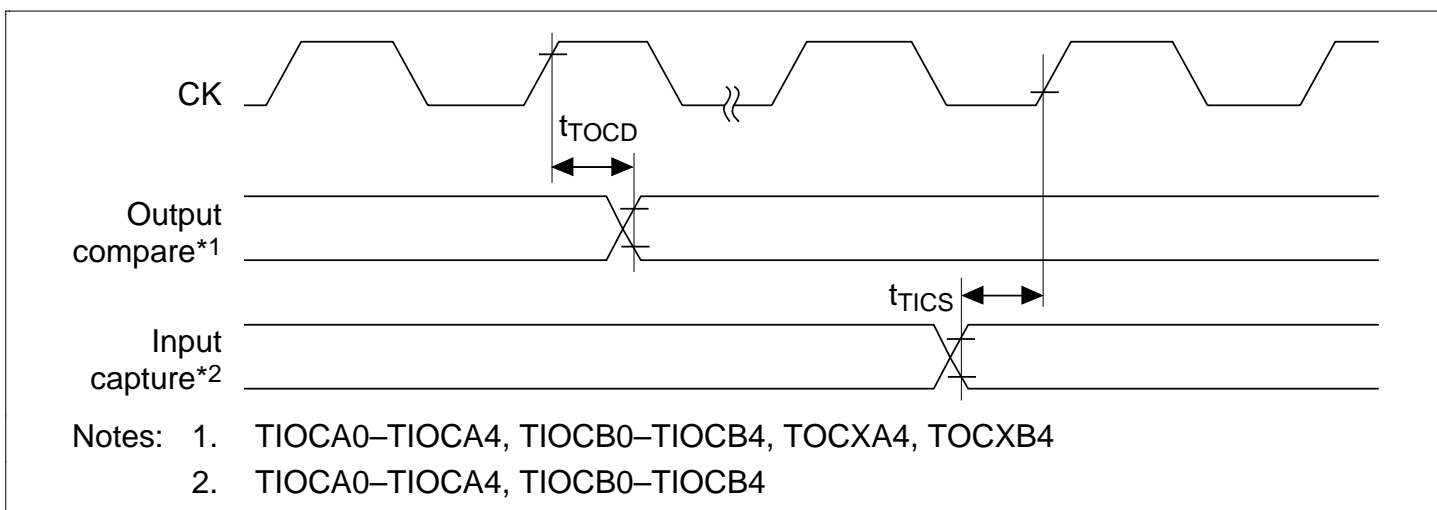 CK
tTOCD
Output
compare*1
tTICS
Input
capture*2
Notes: 1. TIOCA0–TIOCA4, TIOCB0–TIOCB4, TOCXA4, TOCXB4
2. TIOCA0–TIOCA4, TIOCB0–TIOCB4